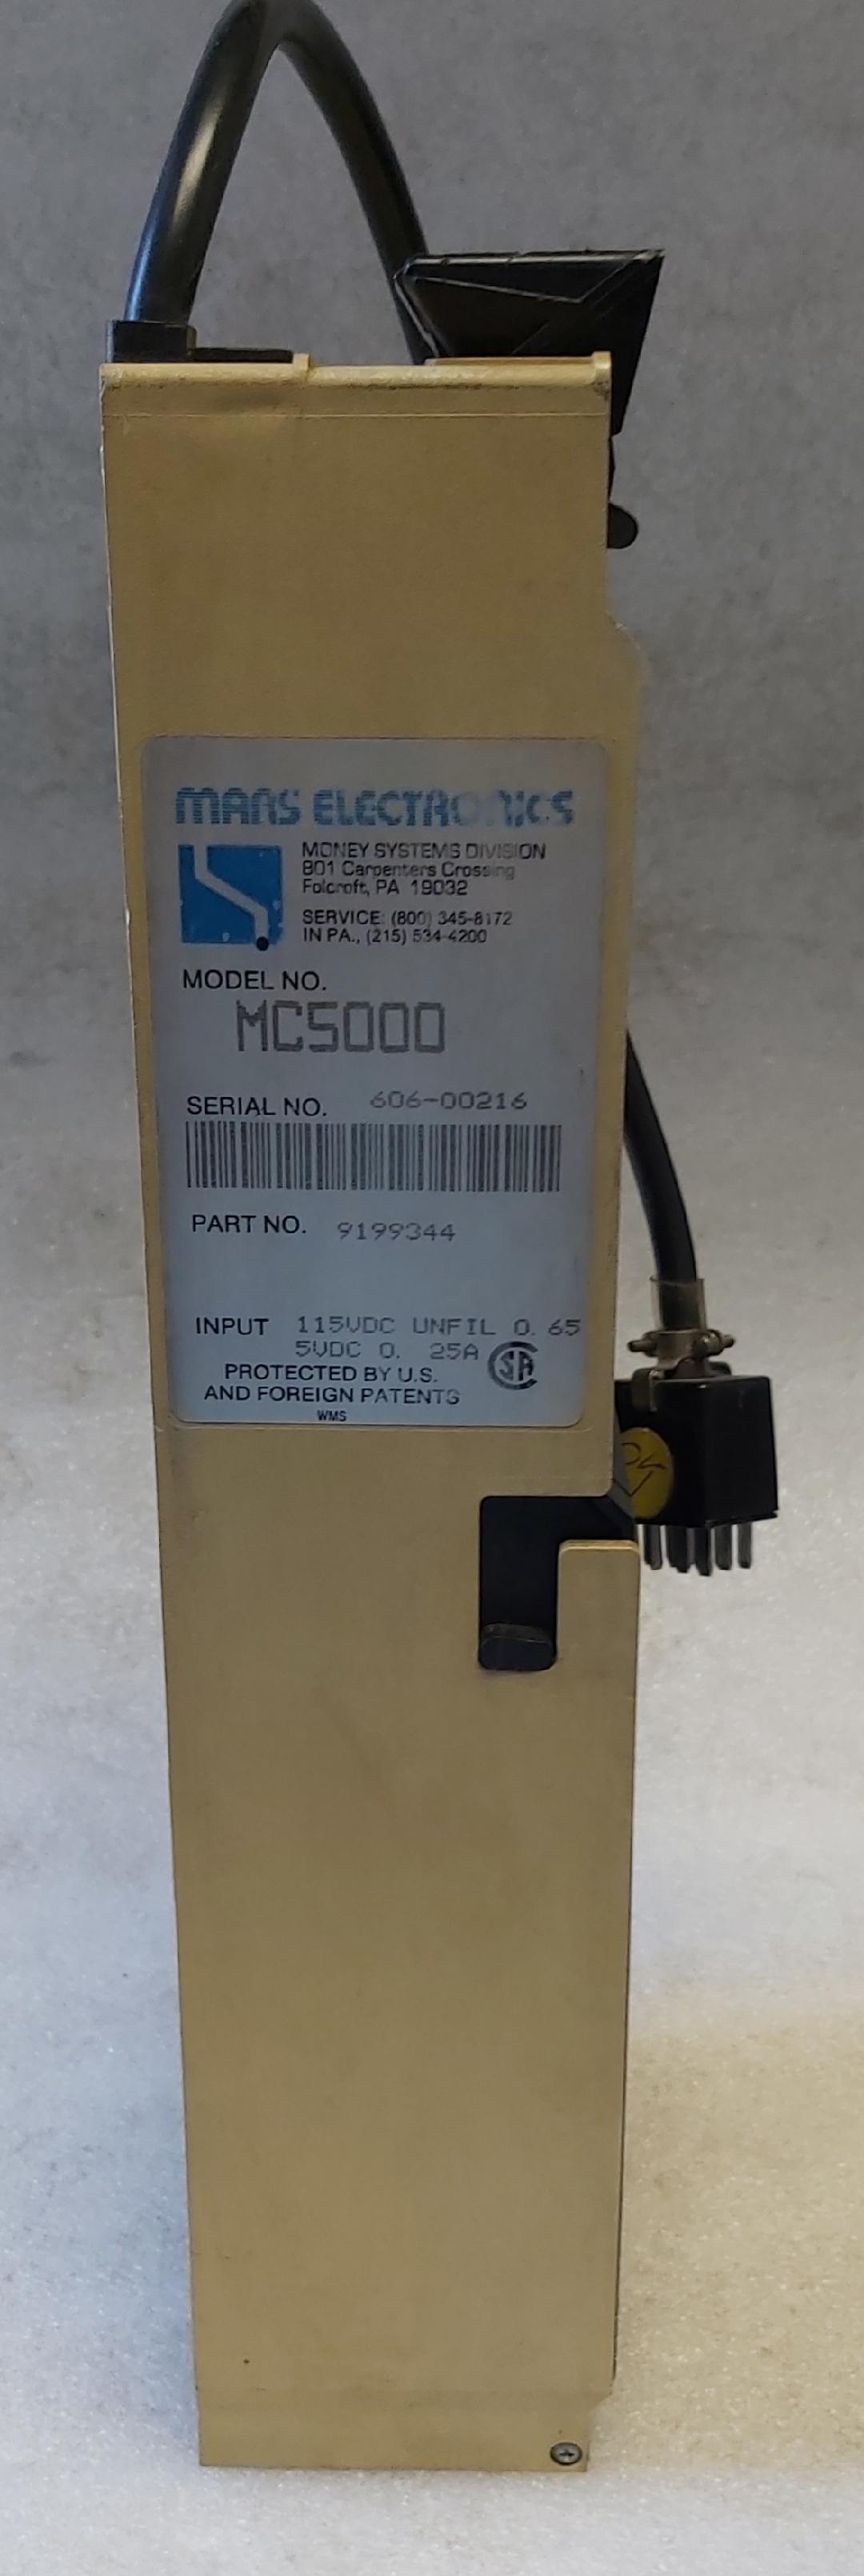 MARS ELECTRONICS
MONEY SYSTEMS DIVISION
801 Carpenters Crossing
Folcroft, PA 19032
SERVICE: (800) 345-8172
IN PA., (215) 534-4200
MODEL NO.
MC5000
SERIAL NO. 606-00216
PART NO. 9199344
INPUT 115VDC UNFIL 0. 65
5VDC 0. 25A
PROTECTED BY U.S.
AND FOREIGN PATENTS
WMS